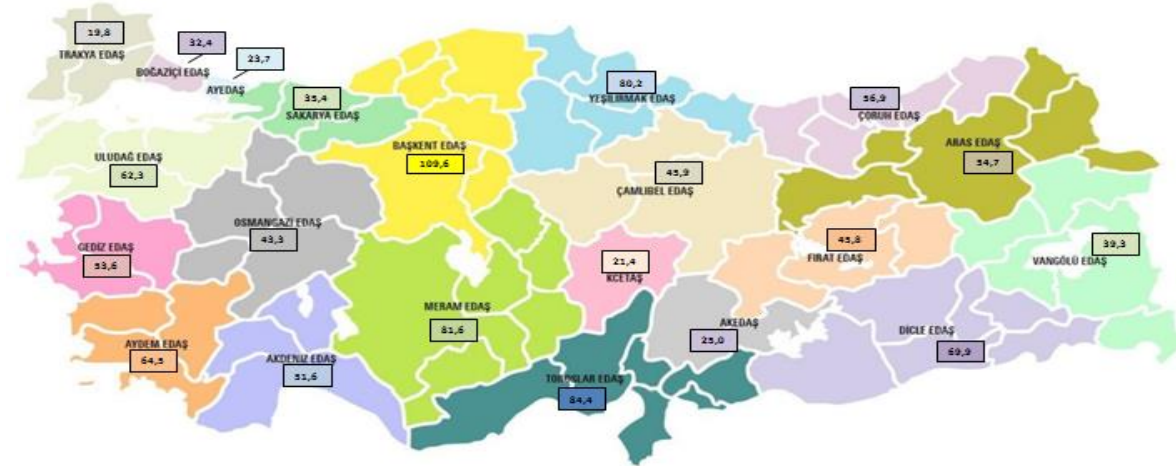 19,8
TRAKYA EDAŞ
32,4
BOĞAZİÇİ EDAŞ
23,7
AYEDAŞ
35,4
SAKARYA EDAŞ
80,2
YEŞİLIRMAK EDAŞ
56,9
ÇORUH EDAŞ
ULUDAĞ EDAŞ
62,3
BAŞKENT EDAŞ
109,6
ÇAMLIBEL EDAŞ
45,9
ARAS EDAŞ
54,7
GEDİZ EDAŞ
53,6
OSMANGAZİ EDAŞ
43,3
21,4
KCETAŞ
45,8
FIRAT EDAŞ
39,3
VANGÖLÜ EDAŞ
MERAM EDAŞ
81,6
AKEDAŞ
25,0
DİCLE EDAŞ
69,9
AYDEM EDAŞ
64,5
AKDENİZ EDAŞ
51,6
TOROSLAR EDAŞ
84,4